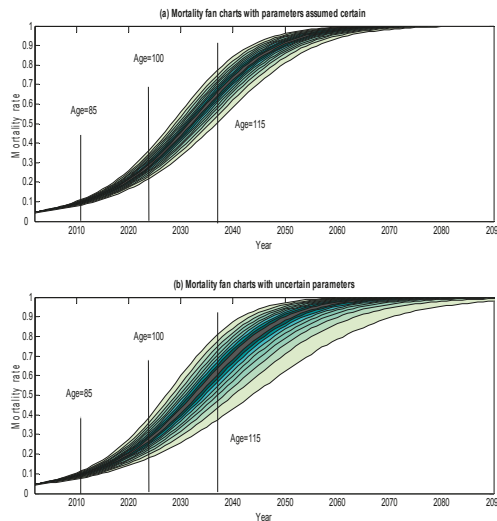 (a) Mortality fan charts with parameters assumed certain
1
0.9
0.8
0.7
0.6
0.5
0.4
0.3
0.2
0.1
0
Mortality rate
Age=100
Age=85
Age=115
2010 2020 2030 2040 2050 2060 2070 2080 209
Year
(b) Mortality fan charts with uncertain parameters
1
0.9
0.8
0.7
0.6
0.5
0.4
0.3
0.2
0.1
0
Mortality rate
Age=100
Age=85
Age=115
2010 2020 2030 2040 2050 2060 2070 2080 209
Year